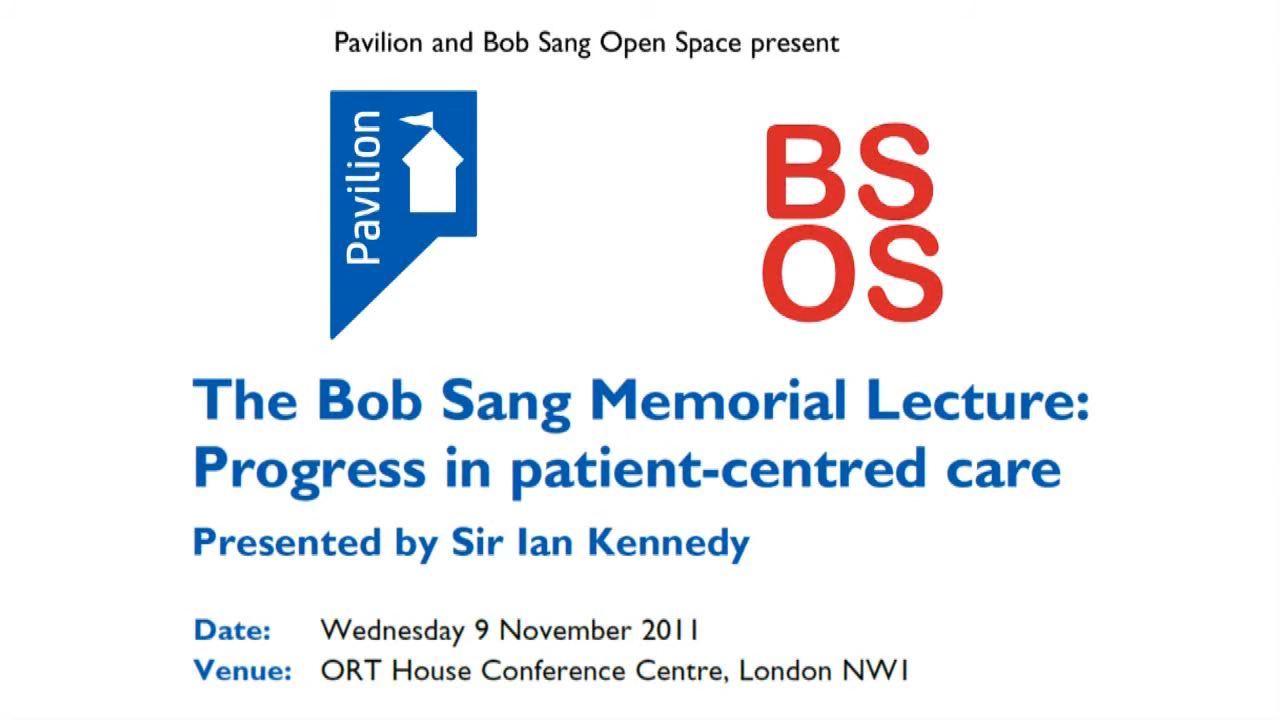 Pavilion and Bob Sang Open Space present
Pavilion
BS
OS
The Bob Sang Memorial Lecture:
Progress in patient-centred care
Presented by Sir Ian Kennedy
Date: Wednesday 9 November 2011
Venue: ORT House Conference Centre, London NW1